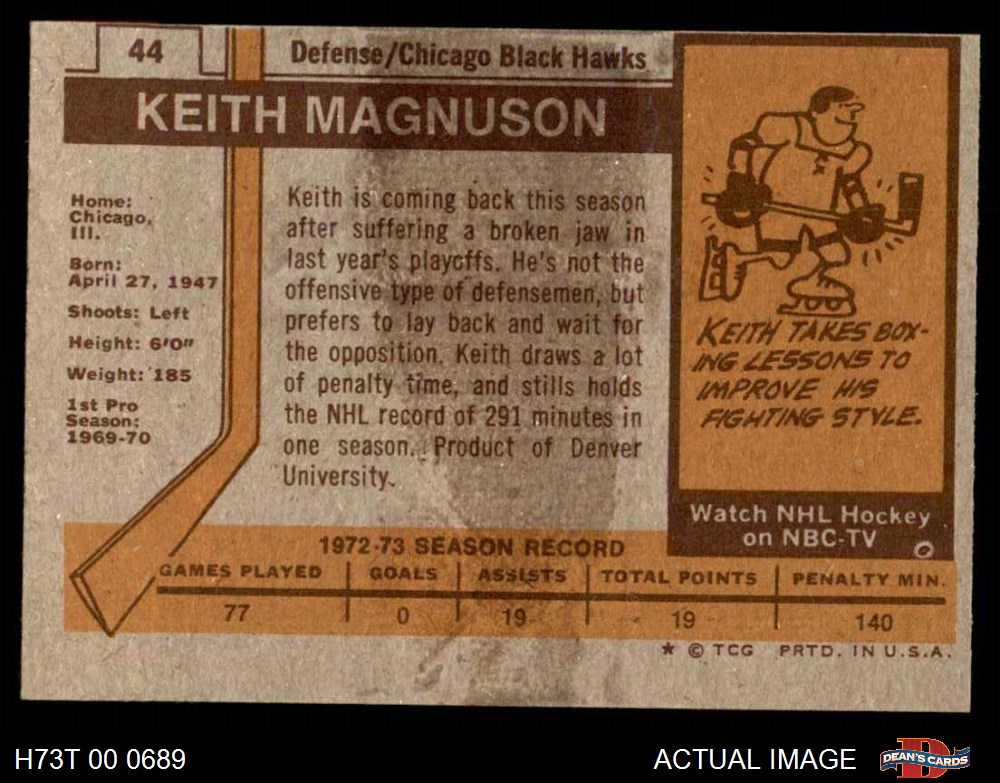 44
Defense/Chicago Black Hawks
KEITH MAGNUSON
Home:
Chicago,
Ill.
Born:
April 27, 1947
Shoots: Left
Height: 6'0"
Weight: 185
1st Pro
Season:
1969-70
Keith is coming back this season
after suffering a broken jaw in
last year's playoffs. He's not the
offensive type of defensemen, but
prefers to lay back and wait for
the opposition. Keith draws a lot
of penalty time, and stills holds
the NHL record of 291 minutes in
one season. Product of Denver
University.
KEITH TAKES BOX-
ING LESSONS TO
IMPROVE HIS
FIGHTING STYLE.
Watch NHL Hockey
on NBC-TV
1972-73 SEASON RECORD
GAMES PLAYED GOALS ASSISTS TOTAL POINTS PENALTY MIN.
77 0 19 19 140
* © TCG PRTD. IN U.S.A.
H73T 00 0689
ACTUAL IMAGE
DEAN'S CARDS